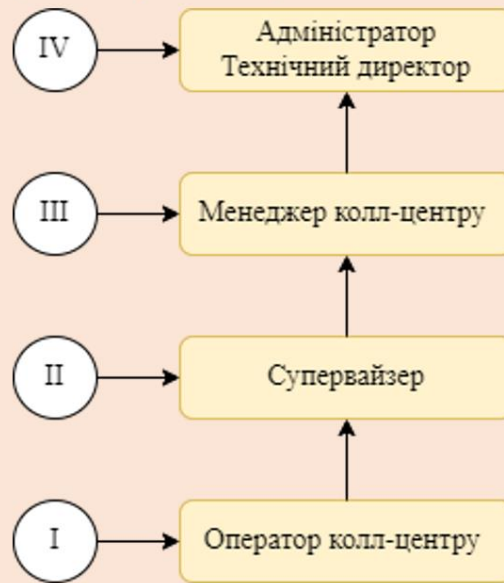 IV
Адміністратор
Технічний директор
III
Менеджер колл-центру
II
Супервайзер
I
Оператор колл-центру